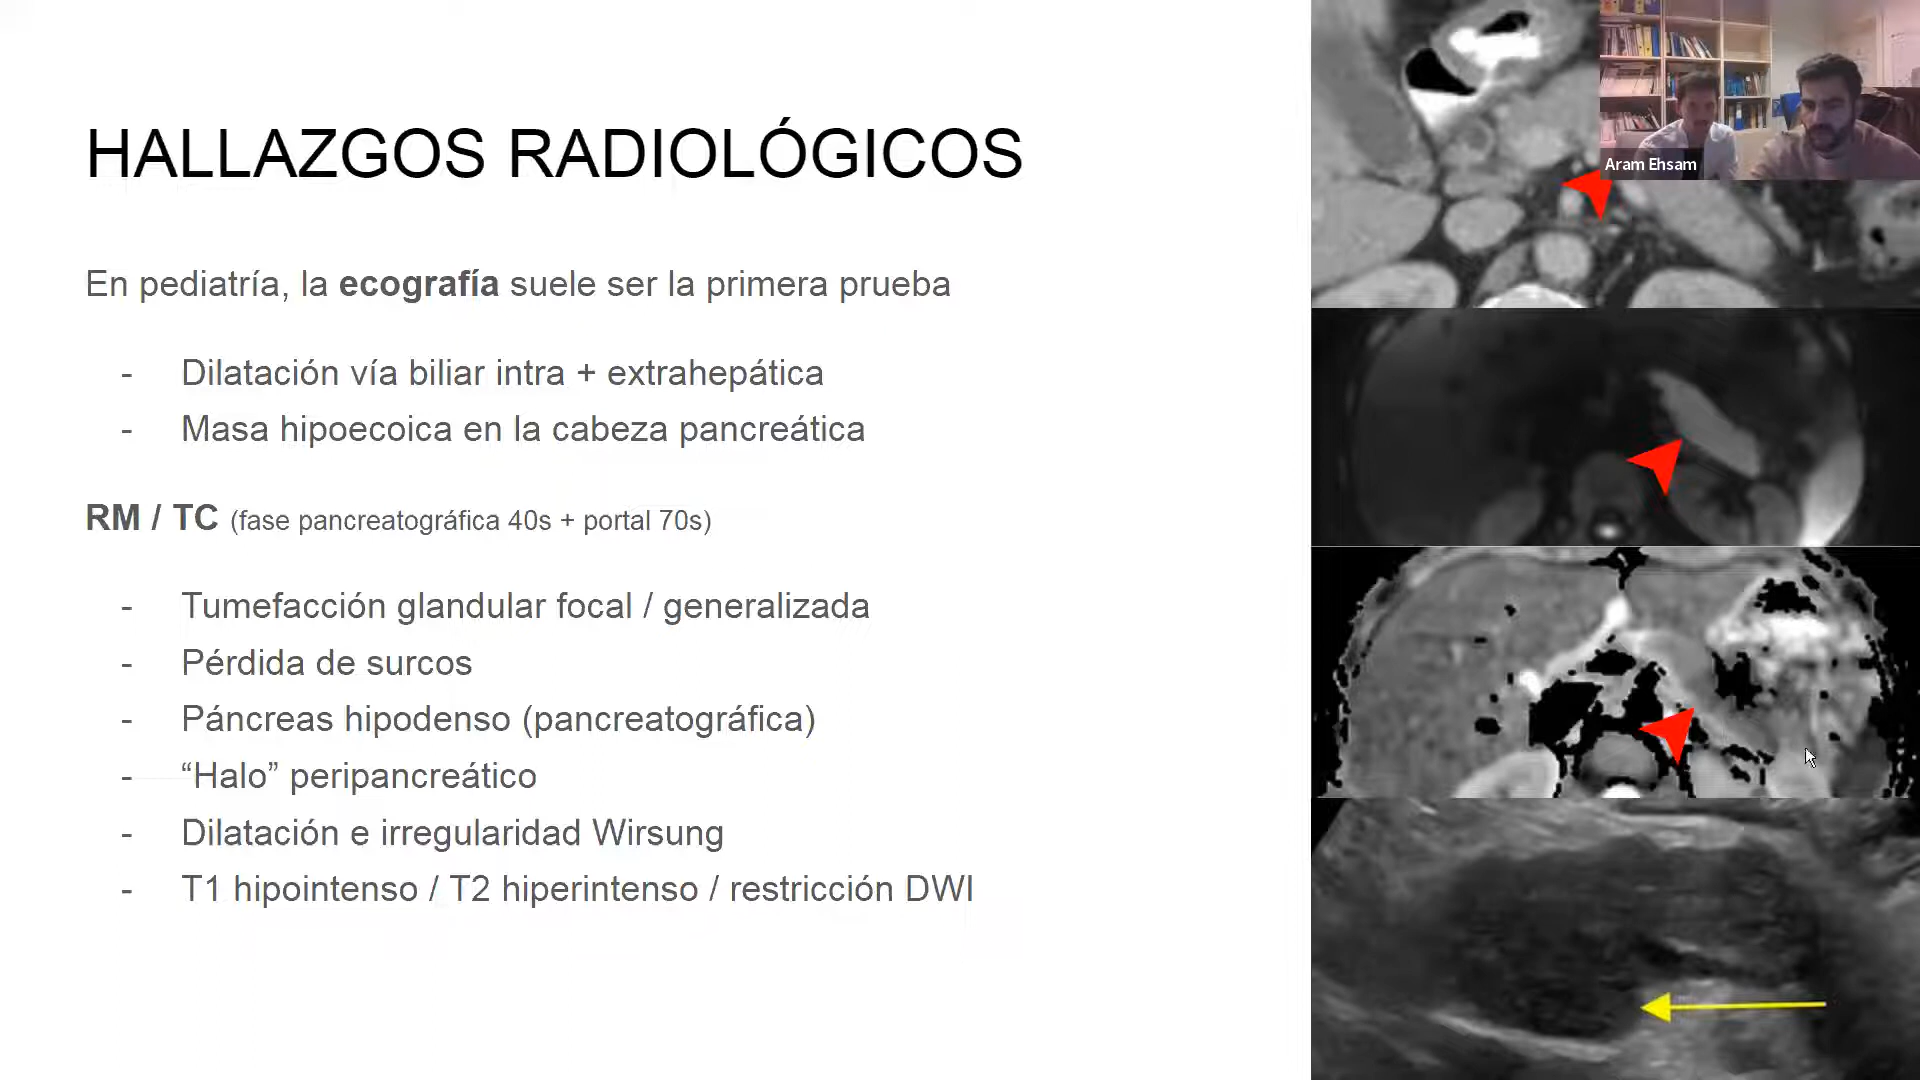 HALLAZGOS RADIOLÓGICOS
Aram Ehsam
En pediatría, la ecografía suele ser la primera prueba
- Dilatación vía biliar intra + extrahepática
- Masa hipoecoica en la cabeza pancreática
RM / TC (fase pancreatográfica 40s + portal 70s)
- Tumefacción glandular focal / generalizada
- Pérdida de surcos
- Páncreas hipodenso (pancreatográfica)
- “Halo” peripancreático
- Dilatación e irregularidad Wirsung
- T1 hipointenso / T2 hiperintenso / restricción DWI